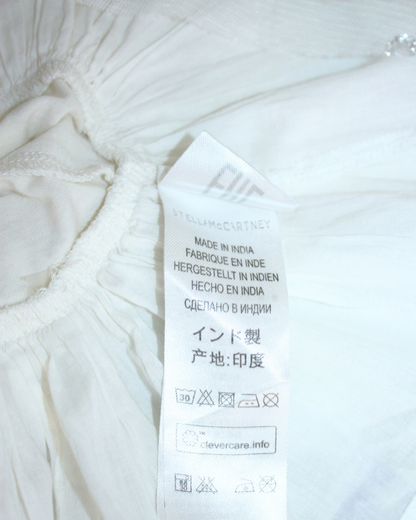 STELLA McCARTNEY
MADE IN INDIA
FABRIQUE EN INDE
HERGESTELLT IN INDIEN
HECHO EN INDIA
СДЕЛАНО В ИНДИИ
インド製
产地:印度
30
clevercare.info